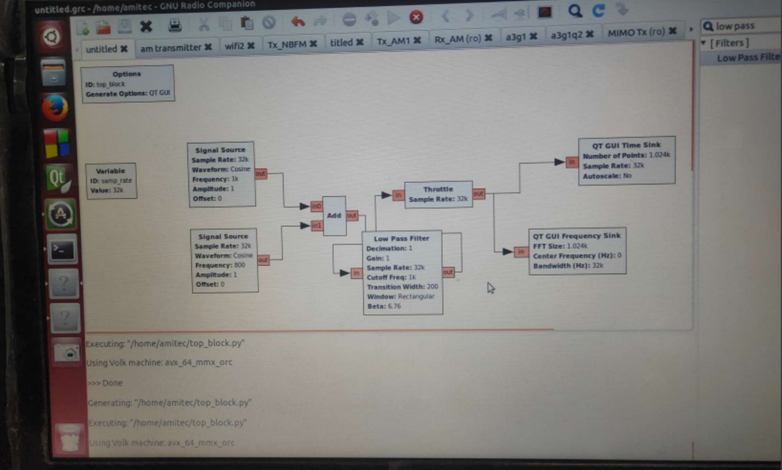 untitled.grc - /home/amitec - GNU Radio Companion
untitled
am transmitter
wifi2
Tx_NBFM
titled
Tx_AM1
Rx_AM (ro)
a3g1
a3g1q2
MIMO Tx (ro)
low pass
[ Filters ]
Low Pass Filte
Options
ID: top_block
Generate Options: QT GUI
Variable
ID: samp_rate
Value: 32k
Signal Source
Sample Rate: 32k
Waveform: Cosine
Frequency: 1k
Amplitude: 1
Offset: 0
out
Signal Source
Sample Rate: 32k
Waveform: Cosine
Frequency: 800
Amplitude: 1
Offset: 0
out
in0
in1
Add
out
in
Throttle
Sample Rate: 32k
out
in
Low Pass Filter
Decimation: 1
Gain: 1
Sample Rate: 32k
Cutoff Freq: 1k
Transition Width: 200
Window: Rectangular
Beta: 6.76
out
in
QT GUI Time Sink
Number of Points: 1.024k
Sample Rate: 32k
Autoscale: No
in
QT GUI Frequency Sink
FFT Size: 1.024k
Center Frequency (Hz): 0
Bandwidth (Hz): 32k
Executing: "/home/amitec/top_block.py"
Using Volk machine: avx_64_mmx_orc
>>> Done
Generating: "/home/amitec/top_block.py"
Executing: "/home/amitec/top_block.py"
Using Volk machine: avx_64_mmx_orc
Qt